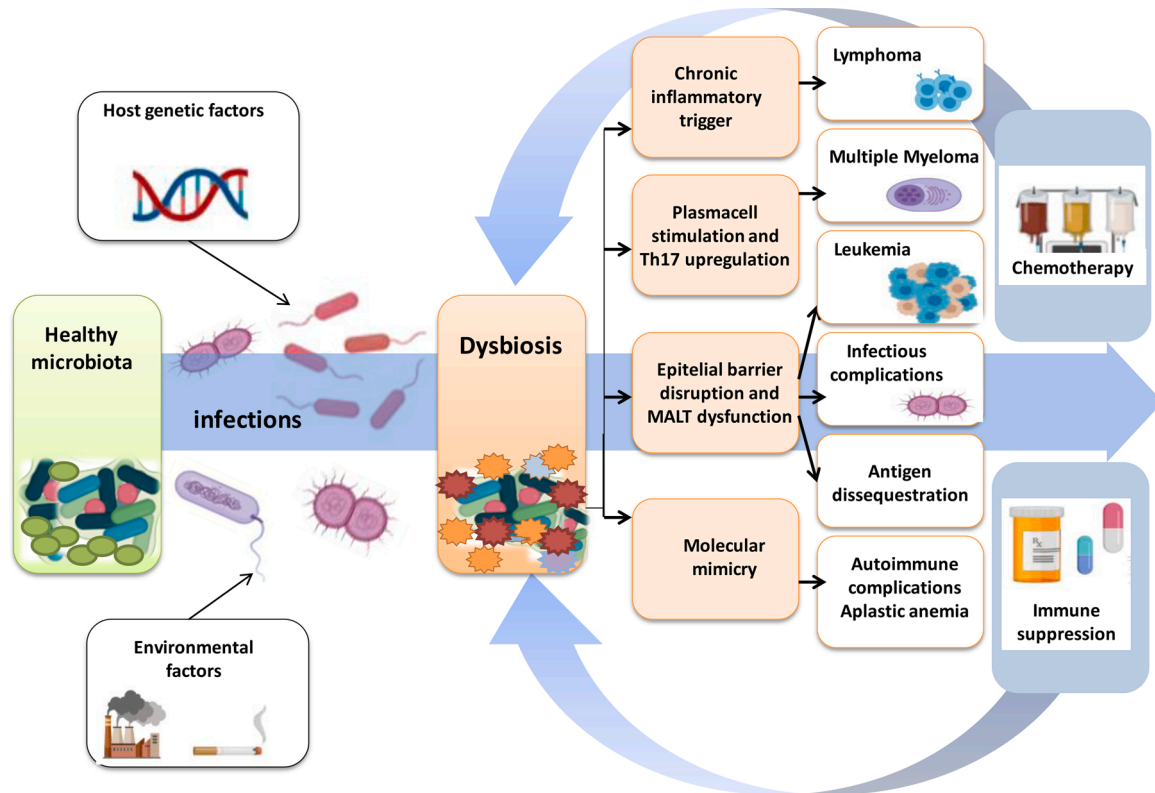 Host genetic factors
Healthy
microbiota
infections
Environmental
factors
Dysbiosis
Chronic
inflammatory
trigger
Plasmacell
stimulation and
Th17 upregulation
Epitelial barrier
disruption and
MALT dysfunction
Molecular
mimicry
Lymphoma
Multiple Myeloma
Leukemia
Infectious
complications
Antigen
dissequestration
Autoimmune
complications
Aplastic anemia
Chemotherapy
Rx
Immune
suppression